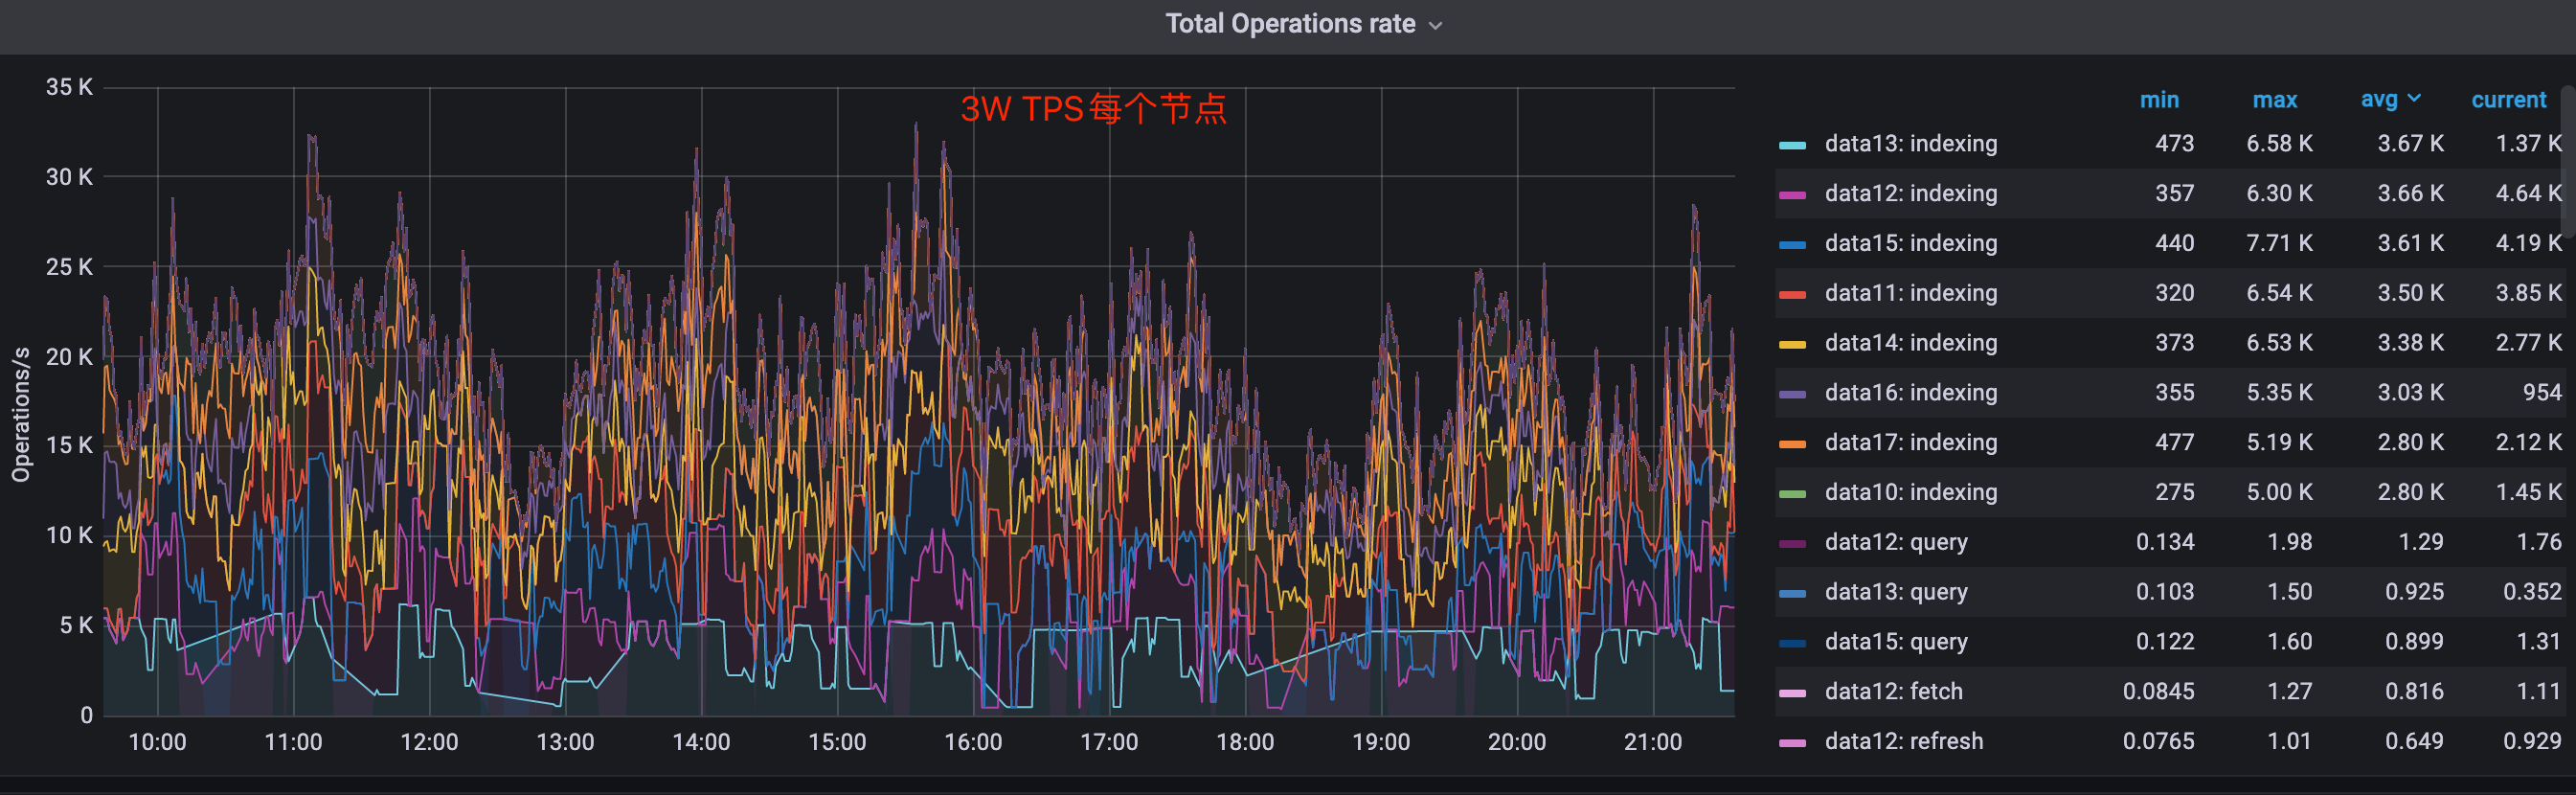 Total Operations rate
3W TPS每个节点
Operations/s
35 K
30 K
25 K
20 K
15 K
10 K
5 K
0
10:00 11:00 12:00 13:00 14:00 15:00 16:00 17:00 18:00 19:00 20:00 21:00
min max avg current
data13: indexing 473 6.58 K 3.67 K 1.37 K
data12: indexing 357 6.30 K 3.66 K 4.64 K
data15: indexing 440 7.71 K 3.61 K 4.19 K
data11: indexing 320 6.54 K 3.50 K 3.85 K
data14: indexing 373 6.53 K 3.38 K 2.77 K
data16: indexing 355 5.35 K 3.03 K 954
data17: indexing 477 5.19 K 2.80 K 2.12 K
data10: indexing 275 5.00 K 2.80 K 1.45 K
data12: query 0.134 1.98 1.29 1.76
data13: query 0.103 1.50 0.925 0.352
data15: query 0.122 1.60 0.899 1.31
data12: fetch 0.0845 1.27 0.816 1.11
data12: refresh 0.0765 1.01 0.649 0.929